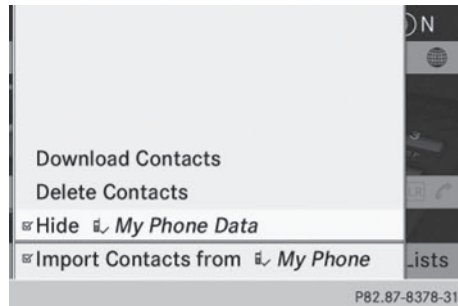 N
Download Contacts
Delete Contacts
Hide My Phone Data
Import Contacts from My Phone
Lists
P82.87-8378-31